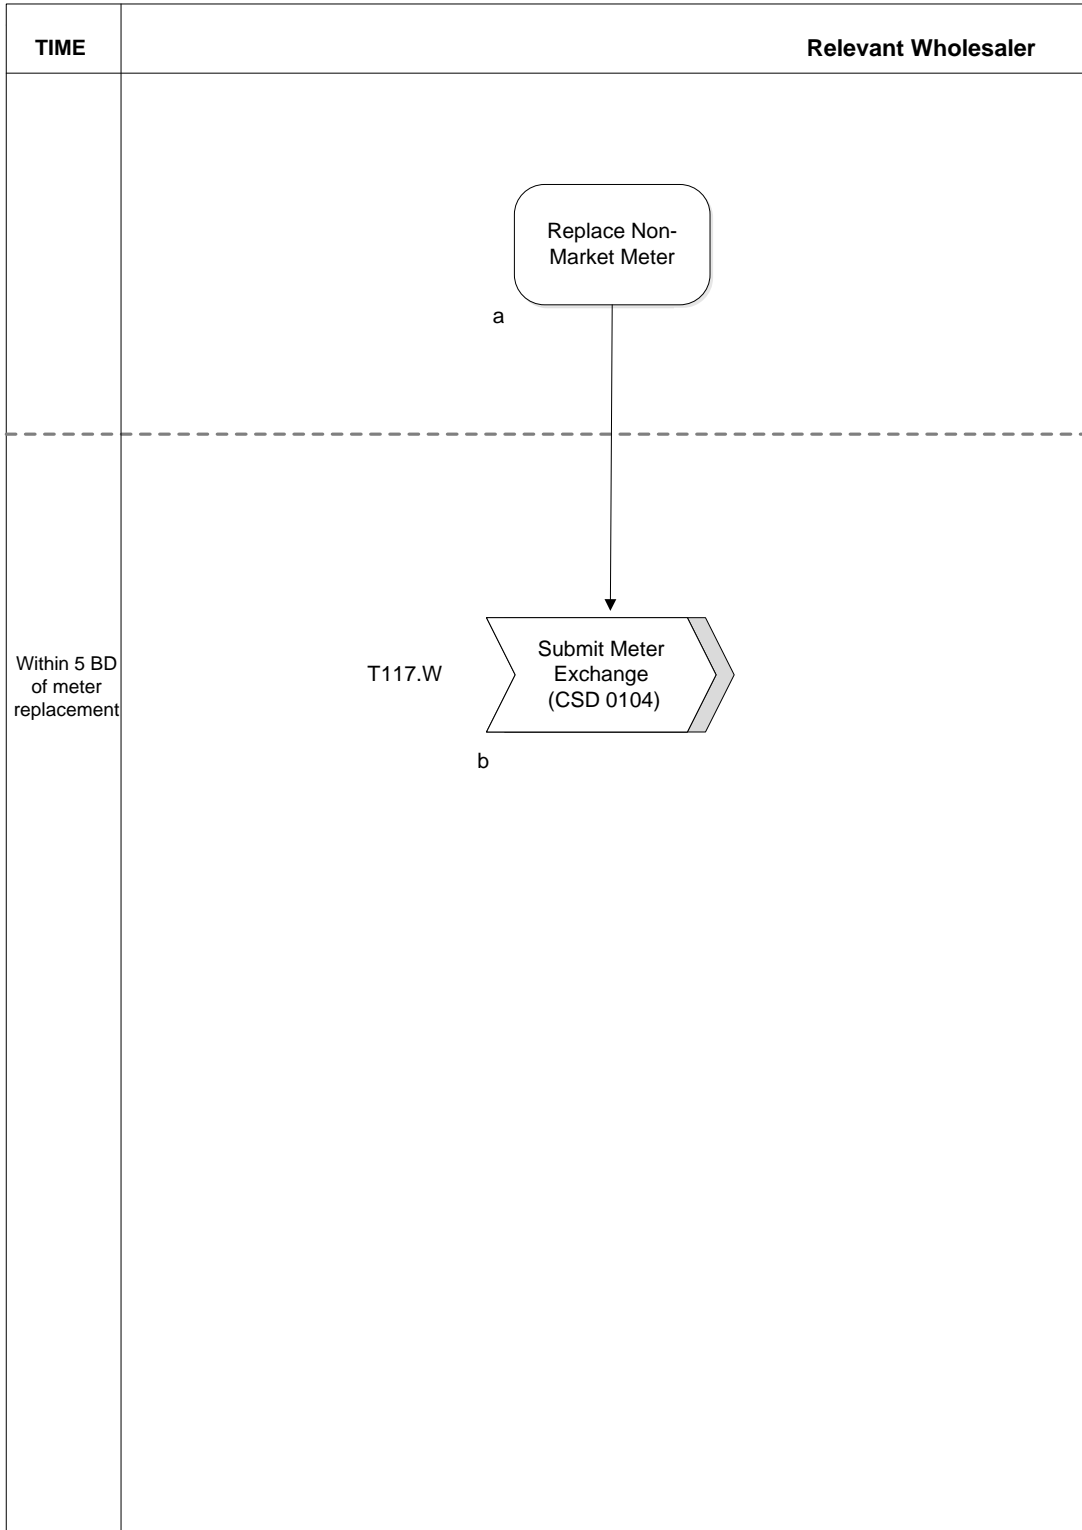 TIME
Relevant Wholesaler
Replace Non-
Market Meter
a
Within 5 BD
of meter
replacement
T117.W
Submit Meter
Exchange
(CSD 0104)
b